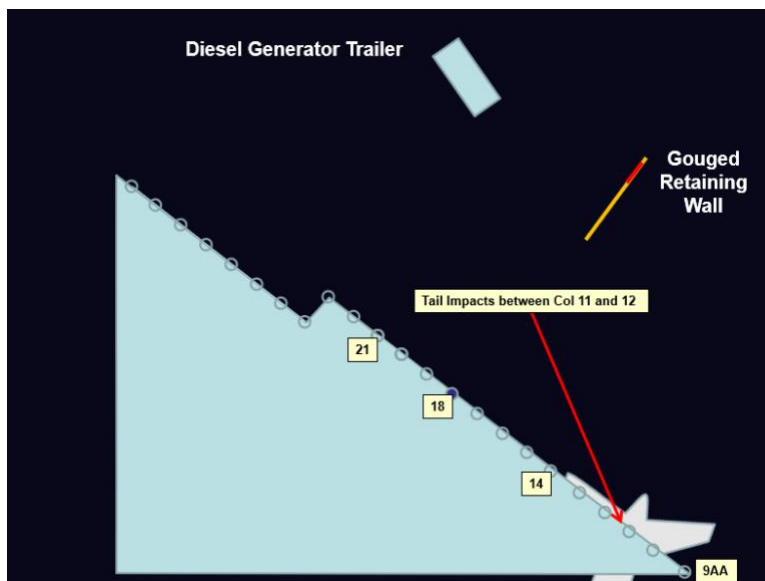 Diesel Generator Trailer
Gouged
Retaining
Wall
Tail Impacts between Col 11 and 12
21
18
14
9AA